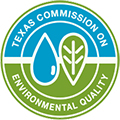 TEXAS COMMISSION ON
ENVIRONMENTAL QUALITY